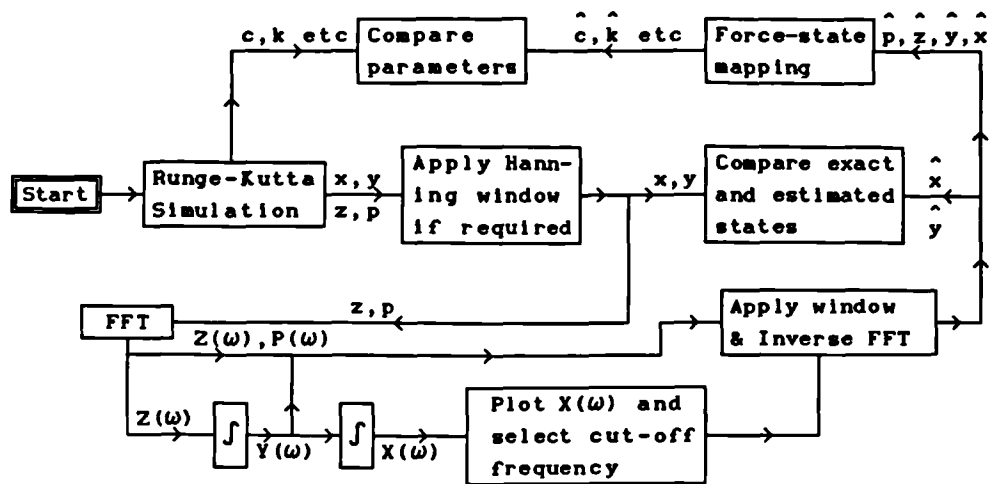 c,k etc
Compare
parameters
ĉ,k̂ etc
Force-state
mapping
p̂,ẑ,ŷ,x̂
Start
Runge-Kutta
Simulation
x,y
z,p
Apply Hann-
ing window
if required
x,y
Compare exact
and estimated
states
x̂
ŷ
z,p
FFT
Z(ω),P(ω)
Apply window
& Inverse FFT
Z(ω)
∫
Y(ω)
∫
X(ω)
Plot X(ω) and
select cut-off
frequency